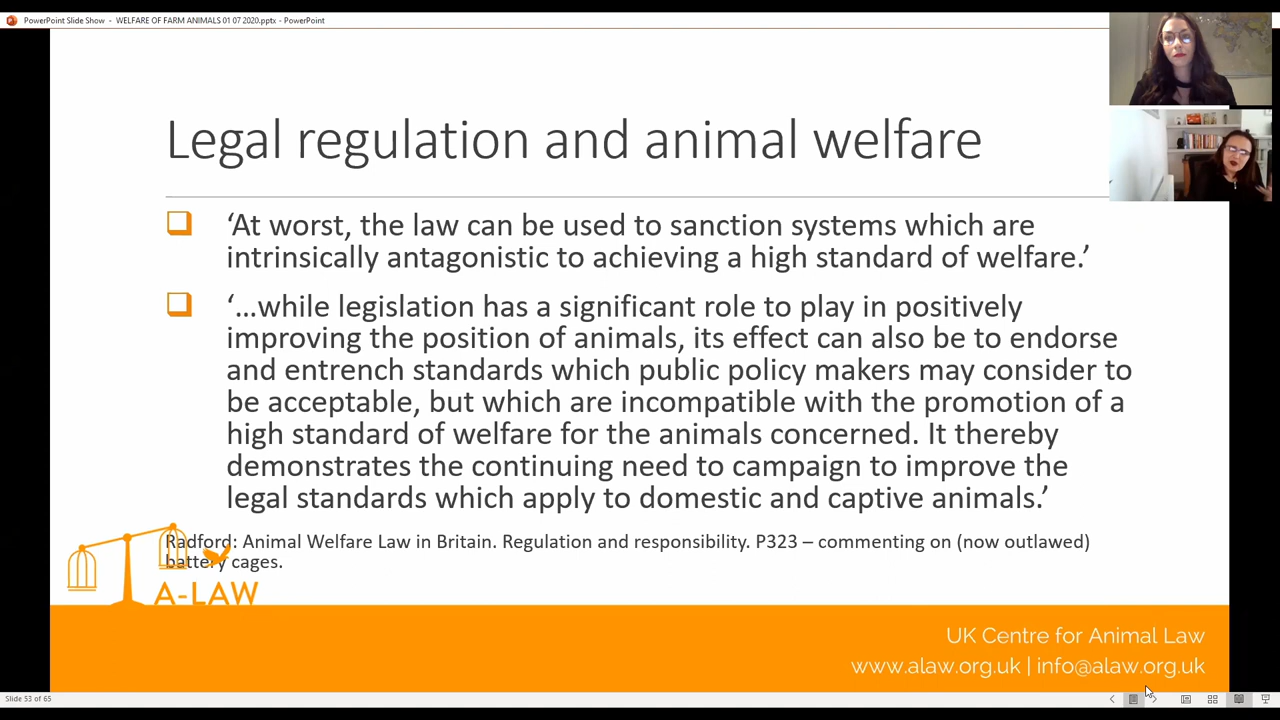 PowerPoint Slide Show - WELFARE OF FARM ANIMALS 01 07 2020.pptx - PowerPoint
Legal regulation and animal welfare
‘At worst, the law can be used to sanction systems which are
intrinsically antagonistic to achieving a high standard of welfare.’
‘…while legislation has a significant role to play in positively
improving the position of animals, its effect can also be to endorse
and entrench standards which public policy makers may consider to
be acceptable, but which are incompatible with the promotion of a
high standard of welfare for the animals concerned. It thereby
demonstrates the continuing need to campaign to improve the
legal standards which apply to domestic and captive animals.’
Radford: Animal Welfare Law in Britain. Regulation and responsibility. P323 – commenting on (now outlawed)
battery cages.
A-LAW
UK Centre for Animal Law
www.alaw.org.uk | info@alaw.org.uk
Slide 53 of 65